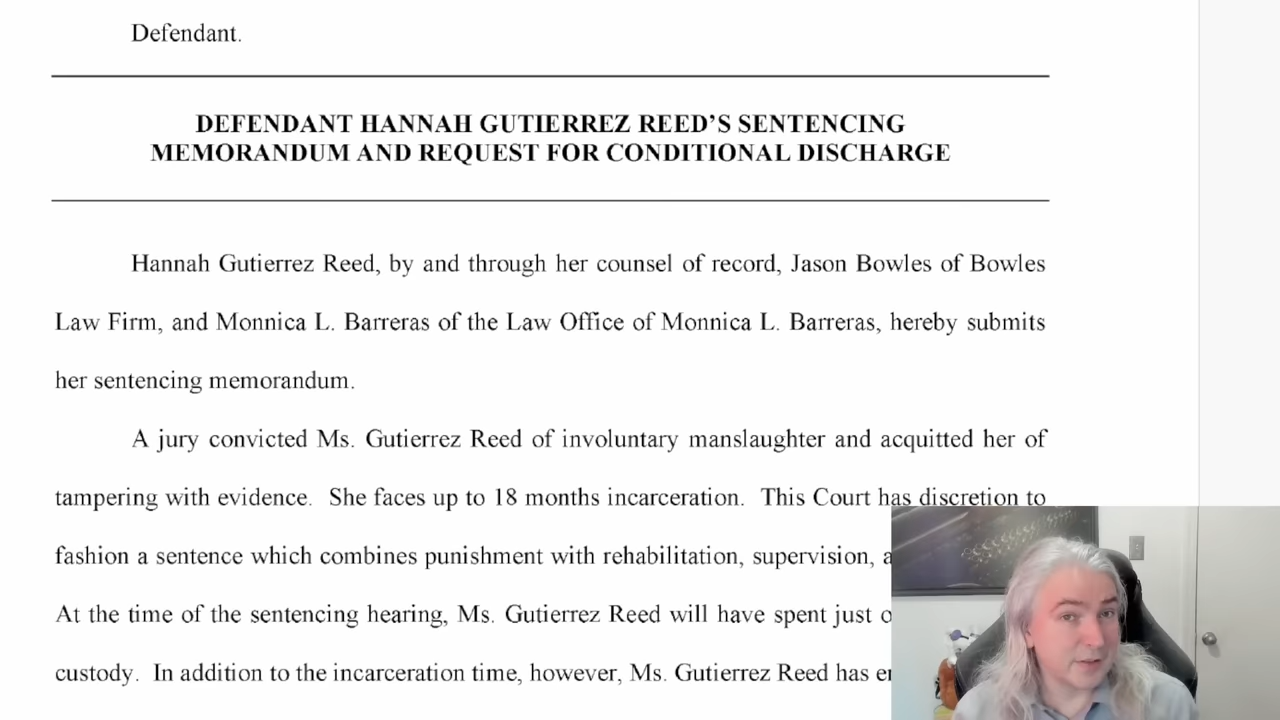 Defendant.
DEFENDANT HANNAH GUTIERREZ REED’S SENTENCING
MEMORANDUM AND REQUEST FOR CONDITIONAL DISCHARGE
Hannah Gutierrez Reed, by and through her counsel of record, Jason Bowles of Bowles
Law Firm, and Monnica L. Barreras of the Law Office of Monnica L. Barreras, hereby submits
her sentencing memorandum.
A jury convicted Ms. Gutierrez Reed of involuntary manslaughter and acquitted her of
tampering with evidence.  She faces up to 18 months incarceration.  This Court has discretion to
fashion a sentence which combines punishment with rehabilitation, supervision,
At the time of the sentencing hearing, Ms. Gutierrez Reed will have spent just
custody.  In addition to the incarceration time, however, Ms. Gutierrez Reed has